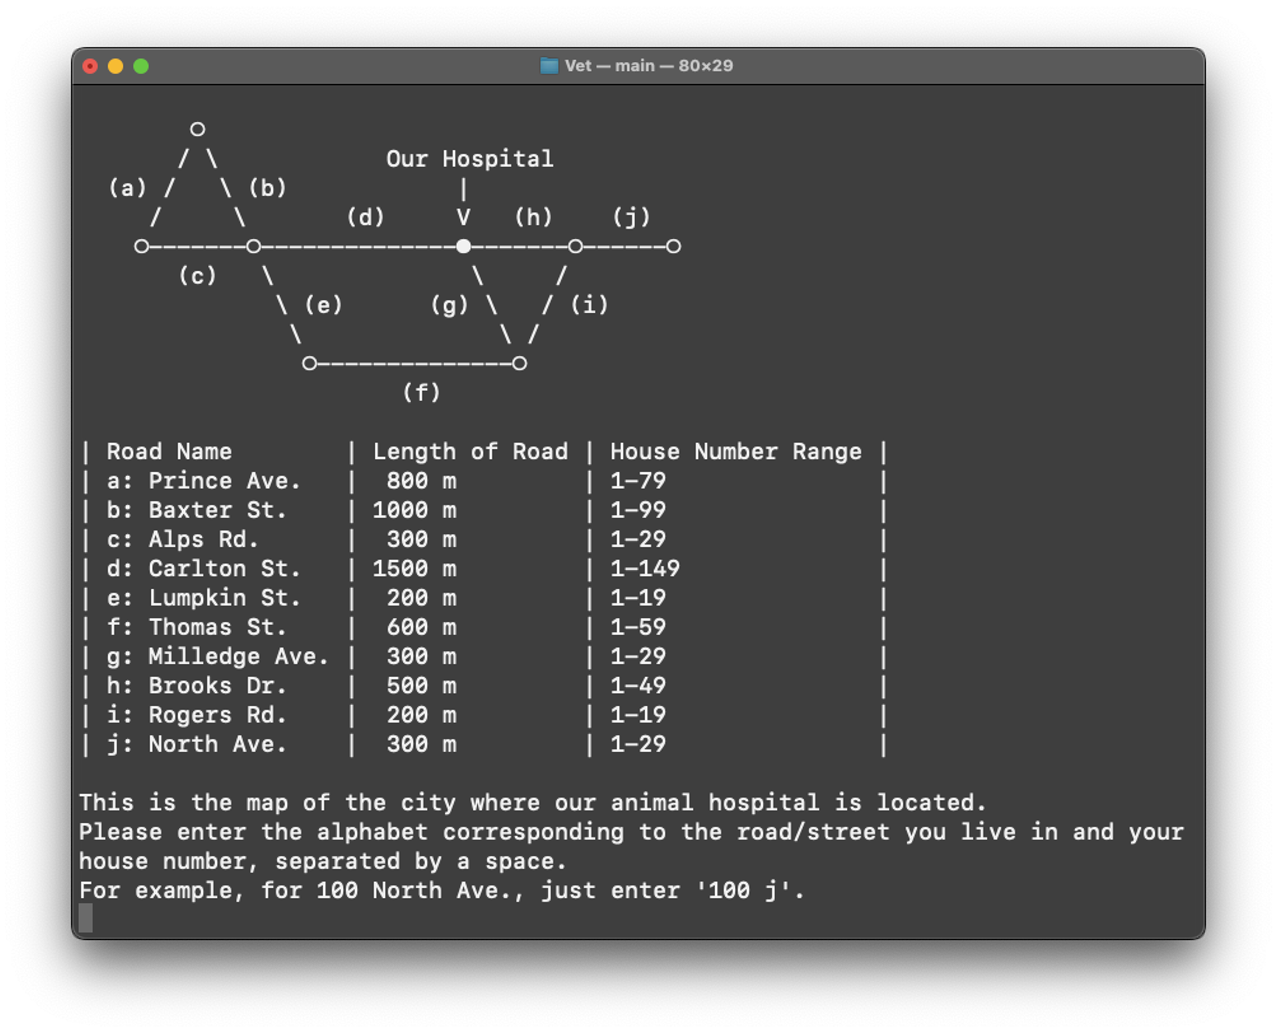 Vet — main — 80×29
Our Hospital
(a) (b) |
(d) V (h) (j)
(c)
(e) (g) (i)
(f)
| Road Name | Length of Road | House Number Range |
| a: Prince Ave. | 800 m | 1-79 |
| b: Baxter St. | 1000 m | 1-99 |
| c: Alps Rd. | 300 m | 1-29 |
| d: Carlton St. | 1500 m | 1-149 |
| e: Lumpkin St. | 200 m | 1-19 |
| f: Thomas St. | 600 m | 1-59 |
| g: Milledge Ave. | 300 m | 1-29 |
| h: Brooks Dr. | 500 m | 1-49 |
| i: Rogers Rd. | 200 m | 1-19 |
| j: North Ave. | 300 m | 1-29 |
This is the map of the city where our animal hospital is located.
Please enter the alphabet corresponding to the road/street you live in and your
house number, separated by a space.
For example, for 100 North Ave., just enter '100 j'.